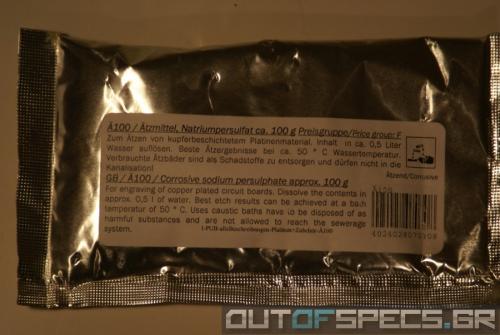 Ä100 / Ätzmittel, Natriumpersulfat ca. 100 g Preisgruppe/Price group: F
Zum Ätzen von kupferbeschichtetem Platinenmaterial. Inhalt in ca. 0,5 Liter
Wasser auflösen. Beste Ätzergebnisse bei ca. 50 ° C Wassertemperatur.
Verbrauchte Ätzbäder sind als Schadstoffe zu entsorgen und dürfen nicht in die
Kanalisation!
Ätzend/Corrosive
GB / Ä100 / Corrosive sodium persulphate approx. 100 g
For engraving of copper plated circuit boards. Dissolve the contents in
approx. 0,5 l of water. Best etch results can be achieved at a bath
temperatur of 50 ° C. Uses caustic baths have to be disposed of as
harmful substances and are not allowed to reach the sewerage
system.
Ä100
OUTOFSPECS.GR